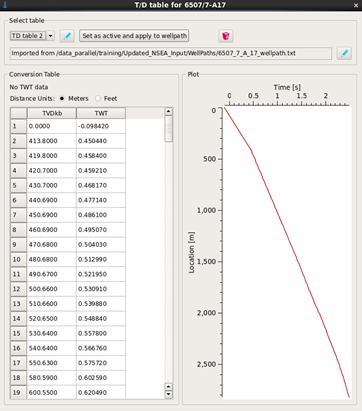 T/D table for 6507/7-A17
Select table
TD table 2 Set as active and apply to wellpath
Imported from /data_parallel/training/Updated_NSEA_Input/WellPaths/6507_7_A_17_wellpath.txt
Conversion Table
No TWT data
Distance Units: Meters Feet
TVDkb TWT
1 0.0000 -0.098420
2 413.8000 0.450440
3 419.8000 0.458400
4 420.7000 0.459210
5 430.7000 0.468170
6 440.6900 0.477140
7 450.6900 0.486100
8 460.6900 0.495070
9 470.6800 0.504030
10 480.6800 0.512990
11 490.6700 0.521950
12 500.6600 0.530910
13 510.6600 0.539880
14 520.6500 0.548840
15 530.6400 0.557800
16 540.6400 0.566760
17 550.6300 0.575720
18 580.5900 0.602590
19 600.5500 0.620490
Plot
Time [s]
0 0.5 1 1.5 2
Location [m]
0
500
1,000
1,500
2,000
2,500